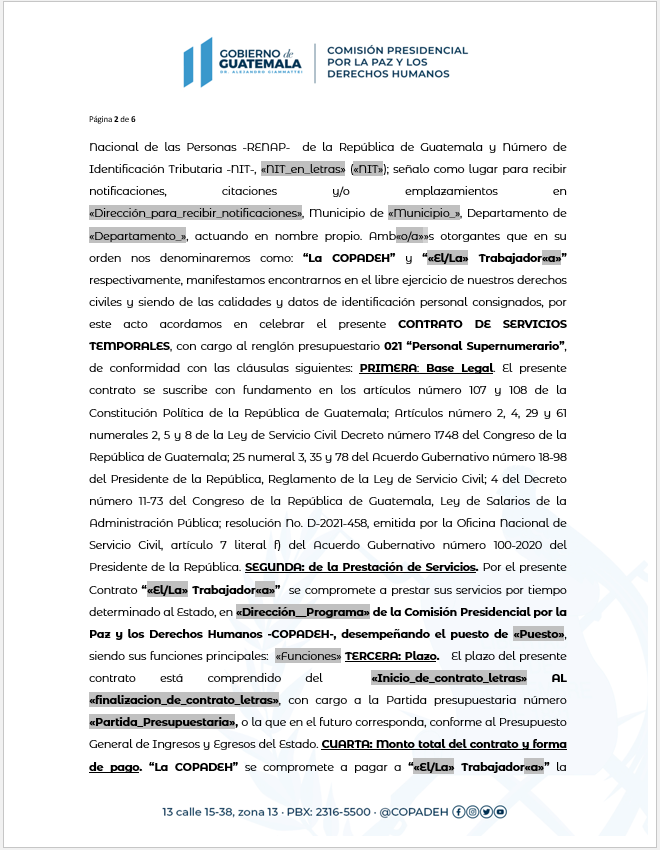 GOBIERNO de
GUATEMALA
DR. ALEJANDRO GIAMMATTEI
COMISIÓN PRESIDENCIAL
POR LA PAZ Y LOS
DERECHOS HUMANOS
Página 2 de 6
Nacional de las Personas -RENAP- de la República de Guatemala y Número de
Identificación Tributaria -NIT-, «NIT_en_letras» («NIT»); señalo como lugar para recibir
notificaciones, citaciones y/o emplazamientos en
«Dirección_para_recibir_notificaciones», Municipio de «Municipio_», Departamento de
«Departamento_», actuando en nombre propio. Amb«o/a»»s otorgantes que en su
orden nos denominaremos como: “La COPADEH” y “«El/La» Trabajador«a»”
respectivamente, manifestamos encontrarnos en el libre ejercicio de nuestros derechos
civiles y siendo de las calidades y datos de identificación personal consignados, por
este acto acordamos en celebrar el presente CONTRATO DE SERVICIOS
TEMPORALES, con cargo al renglón presupuestario 021 “Personal Supernumerario”,
de conformidad con las cláusulas siguientes: PRIMERA: Base Legal. El presente
contrato se suscribe con fundamento en los artículos número 107 y 108 de la
Constitución Política de la República de Guatemala; Artículos número 2, 4, 29 y 61
numerales 2, 5 y 8 de la Ley de Servicio Civil Decreto número 1748 del Congreso de la
República de Guatemala; 25 numeral 3, 35 y 78 del Acuerdo Gubernativo número 18-98
del Presidente de la República, Reglamento de la Ley de Servicio Civil; 4 del Decreto
número 11-73 del Congreso de la República de Guatemala, Ley de Salarios de la
Administración Pública; resolución No. D-2021-458, emitida por la Oficina Nacional de
Servicio Civil, artículo 7 literal f) del Acuerdo Gubernativo número 100-2020 del
Presidente de la República. SEGUNDA: de la Prestación de Servicios. Por el presente
Contrato “«El/La» Trabajador«a»” se compromete a prestar sus servicios por tiempo
determinado al Estado, en «Dirección__Programa» de la Comisión Presidencial por la
Paz y los Derechos Humanos -COPADEH-, desempeñando el puesto de «Puesto»,
siendo sus funciones principales: «Funciones» TERCERA: Plazo. El plazo del presente
contrato está comprendido del «Inicio_de_contrato_letras» AL
«finalizacion_de_contrato_letras», con cargo a la Partida presupuestaria número
«Partida_Presupuestaria», o la que en el futuro corresponda, conforme al Presupuesto
General de Ingresos y Egresos del Estado. CUARTA: Monto total del contrato y forma
de pago. “La COPADEH” se compromete a pagar a “«El/La» Trabajador«a»” la
13 calle 15-38, zona 13 · PBX: 2316-5500 · @COPADEH